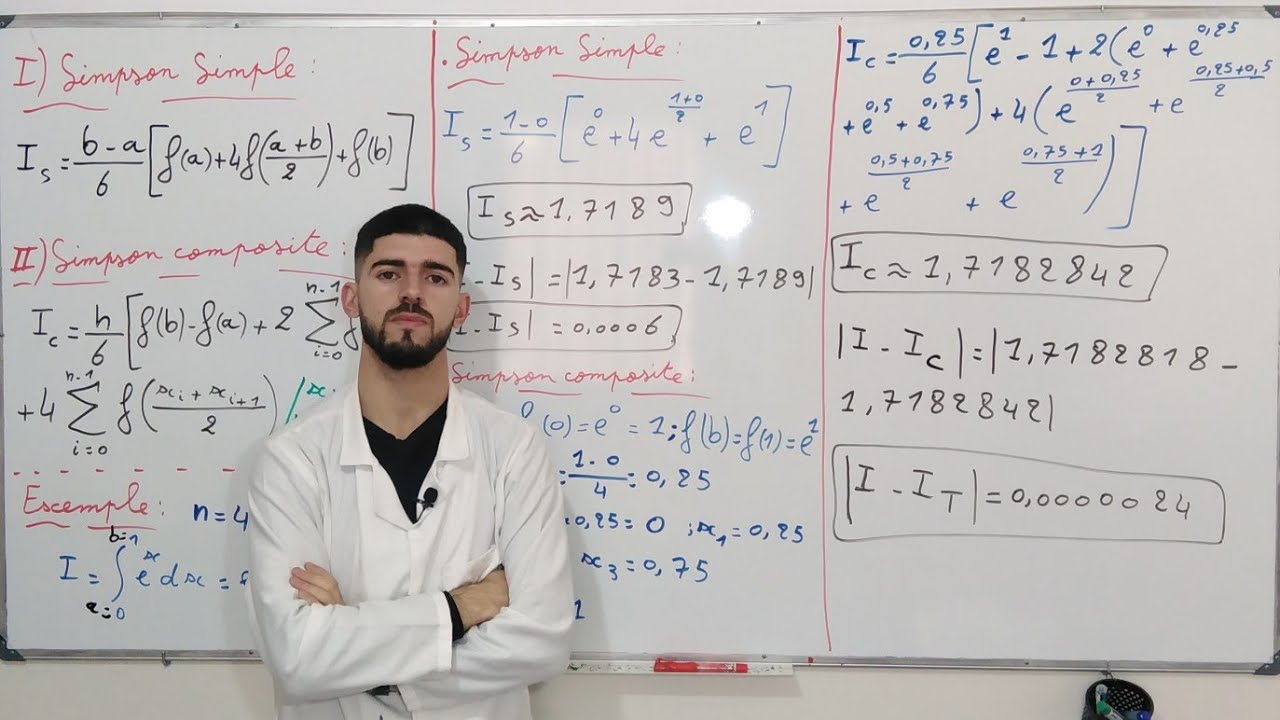 I) Simpson Simple :
I_s = (b-a)/6 [f(a)+4f((a+b)/2)+f(b)]
II) Simpson composite :
I_c = h/6 [f(b)-f(a)+2 ∑_{i=0}^{n-1} f
+4 ∑_{i=0}^{n-1} f((x_i + x_{i+1})/2)
Escemple : n=4
I = ∫_{a=0}^{b=1} e^x dx =
. Simpson Simple :
I_s = (1-0)/6 [e^0 + 4e^{(1+0)/2} + e^1]
I_s ≈ 1,7189
- I_s| = |1,7183 - 1,7189|
- I_s| = 0,0006
Simpson composite :
(0) = e^0 = 1 ; f(b) = f(1) = e^1
= (1-0)/4 = 0,25
0,25 = 0 ; x_1 = 0,25
x_3 = 0,75
1
I_c = 0,25/6 [e^1 - 1 + 2(e^0 + e^{0,25}
+ e^{0,5} + e^{0,75}) + 4(e^{(0+0,25)/2} + e^{(0,25+0,5)/2}
+ e^{(0,5+0,75)/2} + e^{(0,75+1)/2})]
I_c ≈ 1,7182842
|I - I_c| = |1,7182818 -
1,7182842|
|I - I_T| = 0,0000024